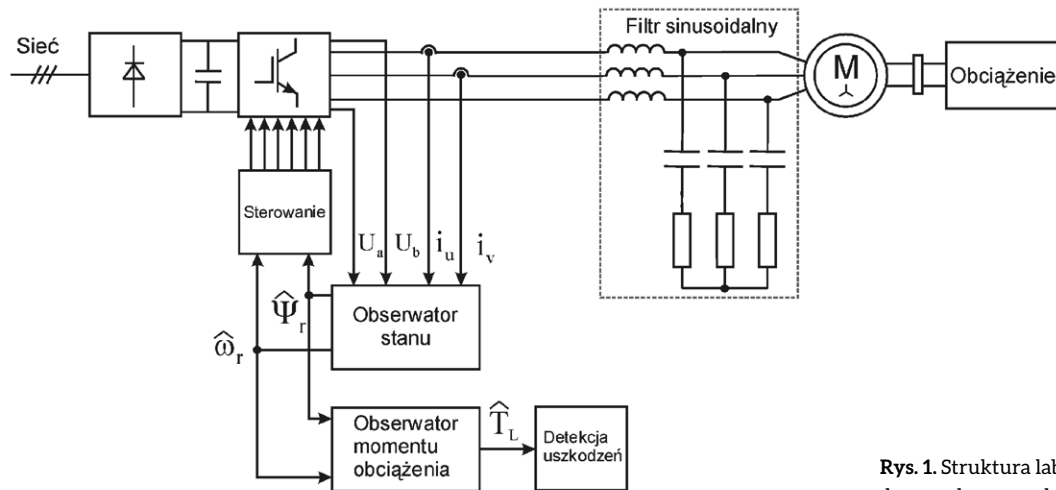 Sieć
Filtr sinusoidalny
M
Obciążenie
Sterowanie
U_a U_b i_u i_v
Ψ̂_r
ω̂_r
Obserwator
stanu
Obserwator
momentu
obciążenia
T̂_L
Detekcja
uszkodzeń
Rys. 1. Struktura lab